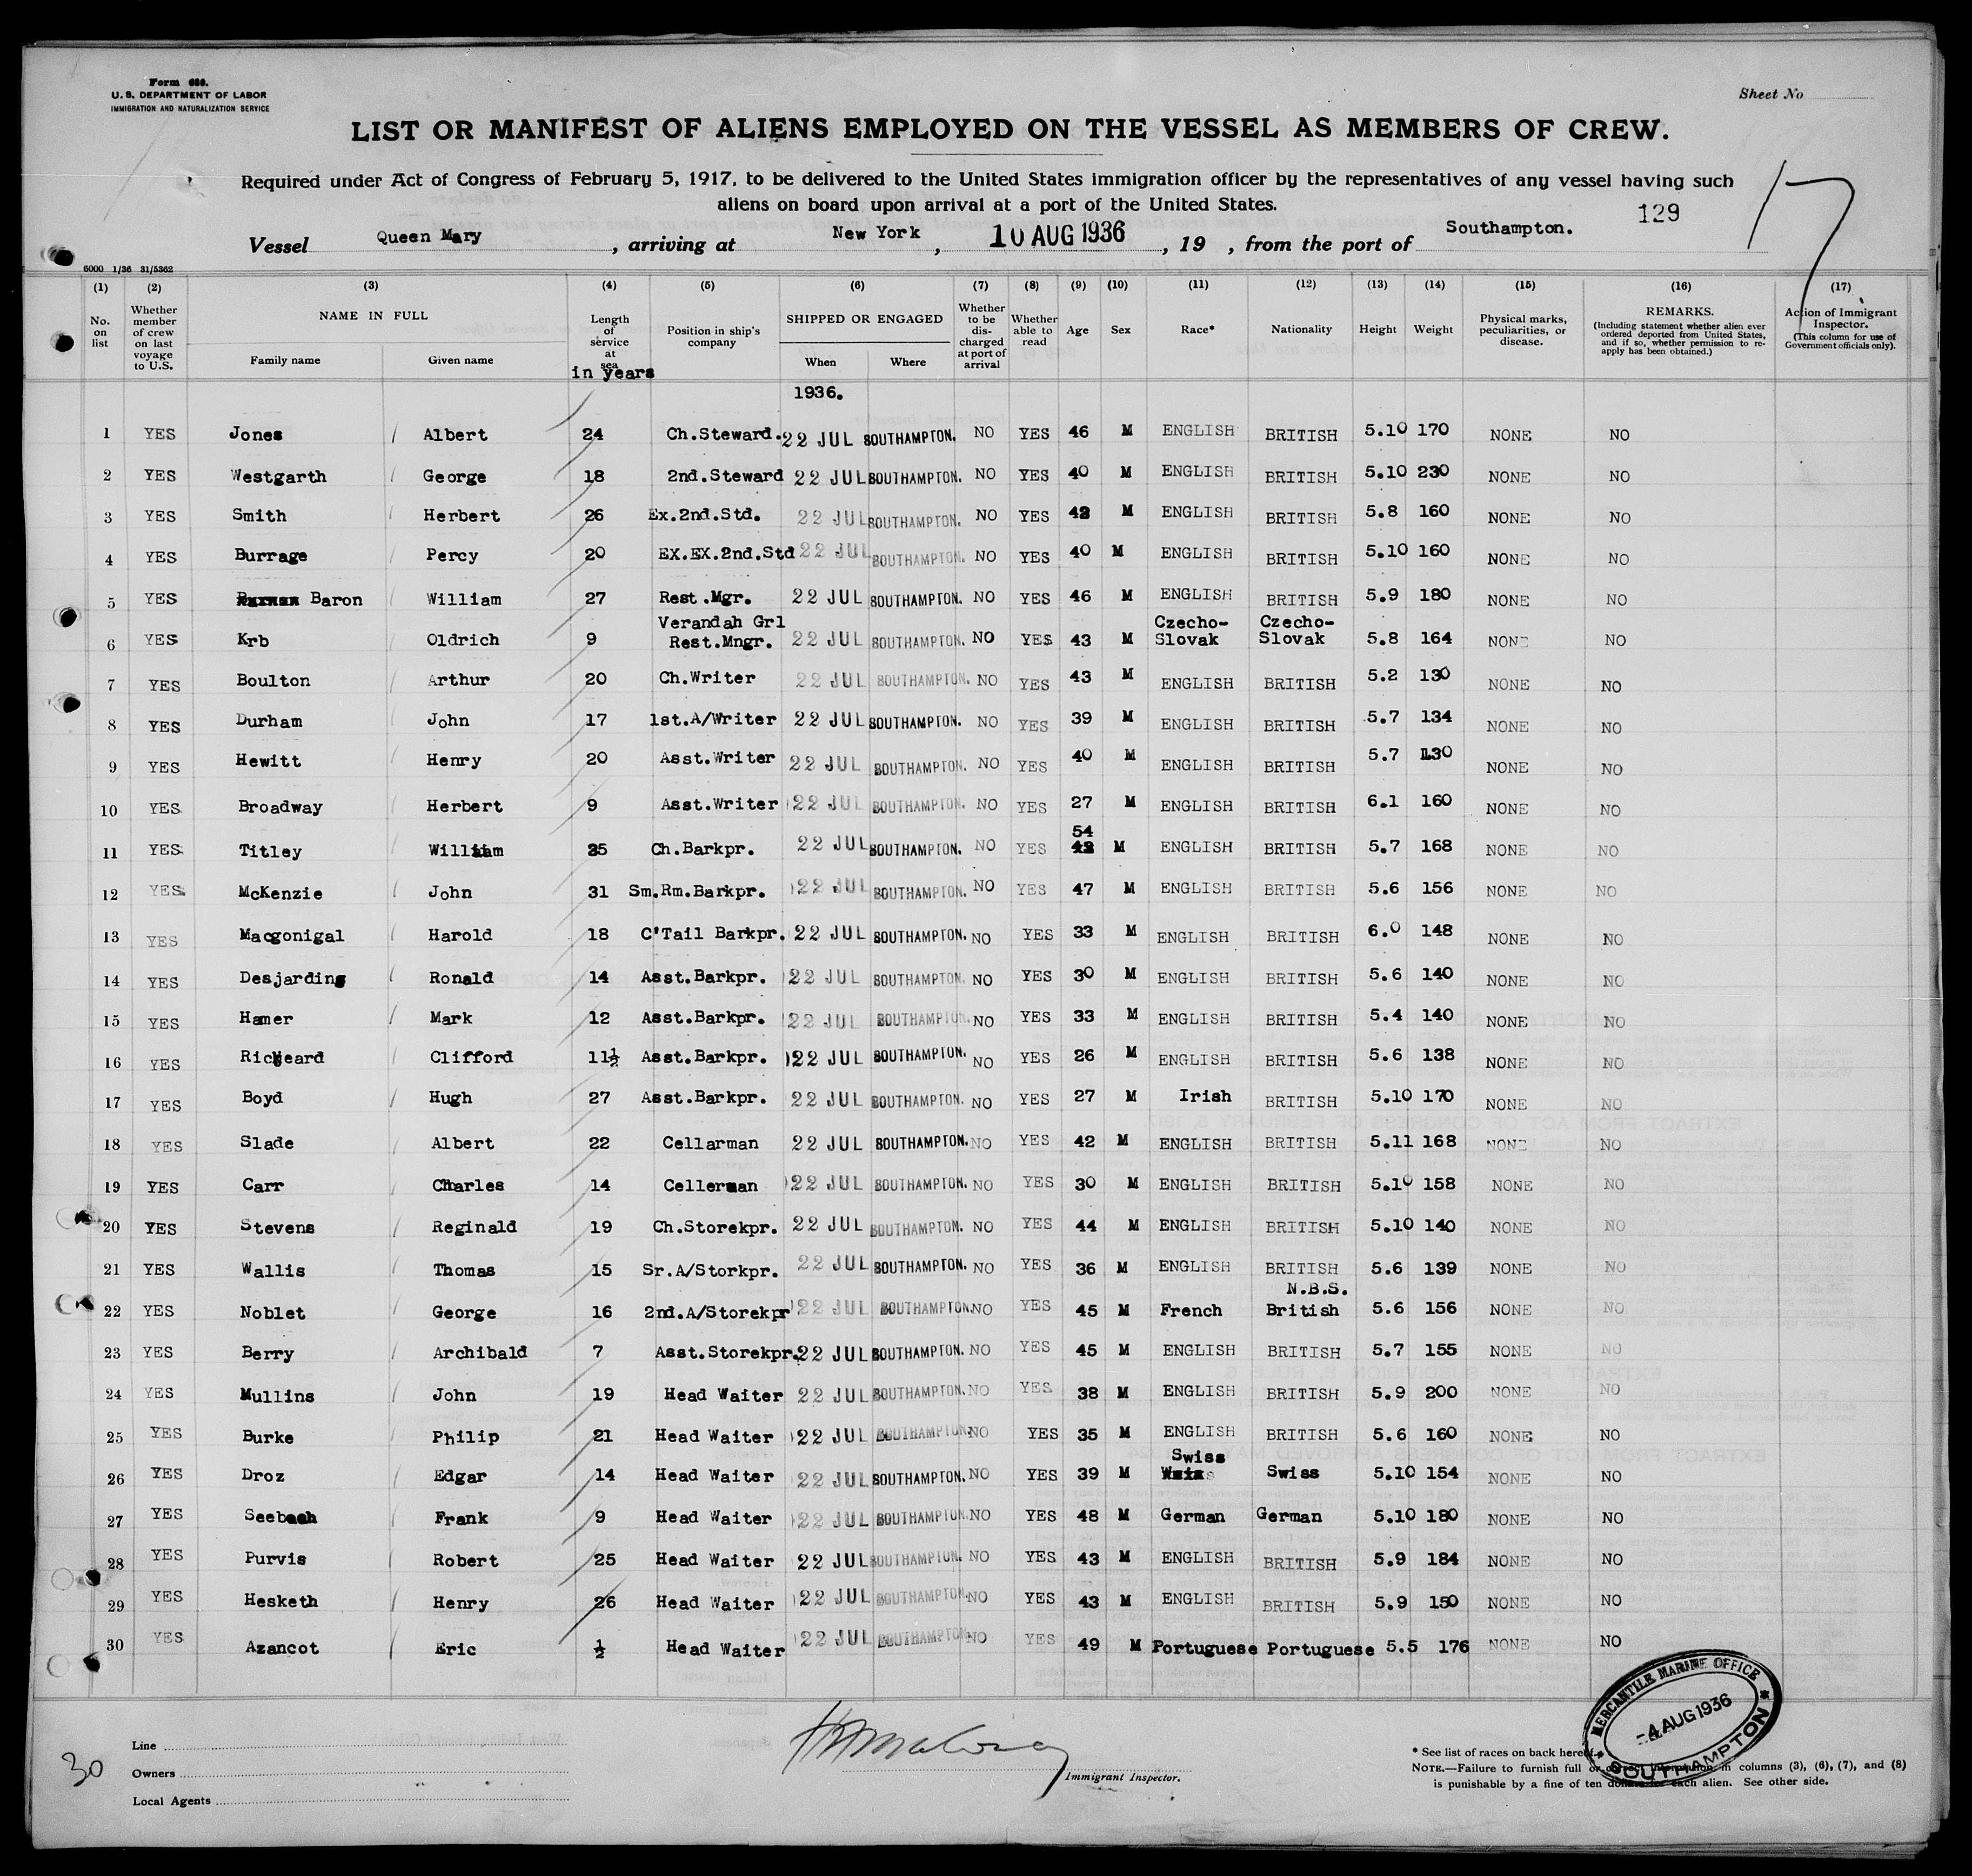 Form 689.
U. S. DEPARTMENT OF LABOR
IMMIGRATION AND NATURALIZATION SERVICE
Sheet No
LIST OR MANIFEST OF ALIENS EMPLOYED ON THE VESSEL AS MEMBERS OF CREW.
Required under Act of Congress of February 5, 1917, to be delivered to the United States immigration officer by the representatives of any vessel having such
aliens on board upon arrival at a port of the United States.
129
17
Vessel Queen Mary, arriving at New York, 10 AUG 1936, 19 , from the port of Southampton.
6000 1/36 31/5362
(1) (2) (3) (4) (5) (6) (7) (8) (9) (10) (11) (12) (13) (14) (15) (16) (17)
No. on list
Whether member of crew on last voyage to U.S.
NAME IN FULL
Family name Given name
Length of service at sea
in years
Position in ship's company
SHIPPED OR ENGAGED
When Where
Whether to be discharged at port of arrival
Whether able to read
Age
Sex
Race*
Nationality
Height
Weight
Physical marks, peculiarities, or disease.
REMARKS.
(Including statement whether alien ever ordered deported from United States, and if so, whether permission to re-apply has been obtained.)
Action of Immigrant Inspector.
(This column for use of Government officials only).
1936.
1 YES Jones Albert 24 Ch.Steward. 22 JUL SOUTHAMPTON. NO YES 46 M ENGLISH BRITISH 5.10 170 NONE NO
2 YES Westgarth George 18 2nd.Steward 22 JUL SOUTHAMPTON. NO YES 40 M ENGLISH BRITISH 5.10 230 NONE NO
3 YES Smith Herbert 26 Ex.2nd.Std. 22 JUL SOUTHAMPTON. NO YES 42 M ENGLISH BRITISH 5.8 160 NONE NO
4 YES Burrage Percy 20 EX.EX.2nd.Std 22 JUL SOUTHAMPTON. NO YES 40 M ENGLISH BRITISH 5.10 160 NONE NO
5 YES Baron William 27 Rest.Mgr. 22 JUL SOUTHAMPTON. NO YES 46 M ENGLISH BRITISH 5.9 180 NONE NO
Verandah Grl Czecho- Czecho-
6 YES Krb Oldrich 9 Rest.Mngr. 22 JUL SOUTHAMPTON. NO YES 43 M Slovak Slovak 5.8 164 NONE NO
7 YES Boulton Arthur 20 Ch.Writer 22 JUL SOUTHAMPTON. NO YES 43 M ENGLISH BRITISH 5.2 130 NONE NO
8 YES Durham John 17 1st.A/Writer 22 JUL SOUTHAMPTON. NO YES 39 M ENGLISH BRITISH 5.7 134 NONE NO
9 YES Hewitt Henry 20 Asst.Writer 22 JUL SOUTHAMPTON. NO YES 40 M ENGLISH BRITISH 5.7 130 NONE NO
10 YES Broadway Herbert 9 Asst.Writer 22 JUL SOUTHAMPTON. NO YES 27 M ENGLISH BRITISH 6.1 160 NONE NO
54
11 YES Titley William 35 Ch.Barkpr. 22 JUL SOUTHAMPTON. NO YES 42 M ENGLISH BRITISH 5.7 168 NONE NO
12 YES McKenzie John 31 Sm.Rm.Barkpr. 22 JUL SOUTHAMPTON. NO YES 47 M ENGLISH BRITISH 5.6 156 NONE NO
13 YES Macgonigal Harold 18 C'Tail Barkpr. 22 JUL SOUTHAMPTON. NO YES 33 M ENGLISH BRITISH 6.0 148 NONE NO
14 YES Desjardins Ronald 14 Asst.Barkpr. 22 JUL SOUTHAMPTON. NO YES 30 M ENGLISH BRITISH 5.6 140 NONE NO
15 YES Hamer Mark 12 Asst.Barkpr. 22 JUL SOUTHAMPTON. NO YES 33 M ENGLISH BRITISH 5.4 140 NONE NO
16 YES Rickeard Clifford 11½ Asst.Barkpr. 22 JUL SOUTHAMPTON. NO YES 26 M ENGLISH BRITISH 5.6 138 NONE NO
17 YES Boyd Hugh 27 Asst.Barkpr. 22 JUL SOUTHAMPTON. NO YES 27 M Irish BRITISH 5.10 170 NONE NO
18 YES Slade Albert 22 Cellarman 22 JUL SOUTHAMPTON. NO YES 42 M ENGLISH BRITISH 5.11 168 NONE NO
19 YES Carr Charles 14 Cellerman 22 JUL SOUTHAMPTON. NO YES 30 M ENGLISH BRITISH 5.10 158 NONE NO
20 YES Stevens Reginald 19 Ch.Storekpr. 22 JUL SOUTHAMPTON. NO YES 44 M ENGLISH BRITISH 5.10 140 NONE NO
21 YES Wallis Thomas 15 Sr.A/Storkpr. 22 JUL SOUTHAMPTON. NO YES 36 M ENGLISH BRITISH 5.6 139 NONE NO
N.B.S.
22 YES Noblet George 16 2nd.A/Storekpr 22 JUL SOUTHAMPTON. NO YES 45 M French British 5.6 156 NONE NO
23 YES Berry Archibald 7 Asst.Storekpr. 22 JUL SOUTHAMPTON. NO YES 45 M ENGLISH BRITISH 5.7 155 NONE NO
24 YES Mullins John 19 Head Waiter 22 JUL SOUTHAMPTON. NO YES 38 M ENGLISH BRITISH 5.9 200 NONE NO
25 YES Burke Philip 21 Head Waiter 22 JUL SOUTHAMPTON. NO YES 35 M ENGLISH BRITISH 5.6 160 NONE NO
Swiss
26 YES Droz Edgar 14 Head Waiter 22 JUL SOUTHAMPTON. NO YES 39 M Swiss 5.10 154 NONE NO
27 YES Seebach Frank 9 Head Waiter 22 JUL SOUTHAMPTON. NO YES 48 M German German 5.10 180 NONE NO
28 YES Purvis Robert 25 Head Waiter 22 JUL SOUTHAMPTON. NO YES 43 M ENGLISH BRITISH 5.9 184 NONE NO
29 YES Hesketh Henry 26 Head Waiter 22 JUL SOUTHAMPTON. NO YES 43 M ENGLISH BRITISH 5.9 150 NONE NO
30 YES Azancot Eric ½ Head Waiter 22 JUL SOUTHAMPTON. NO YES 49 M Portuguese Portuguese 5.5 176 NONE NO
30
Line
Owners
Local Agents
Immigrant Inspector.
MERCANTILE MARINE OFFICE
-4 AUG 1936
SOUTHAMPTON
* See list of races on back hereof.
NOTE.—Failure to furnish full or correct information in columns (3), (6), (7), and (8)
is punishable by a fine of ten dollars for each alien. See other side.